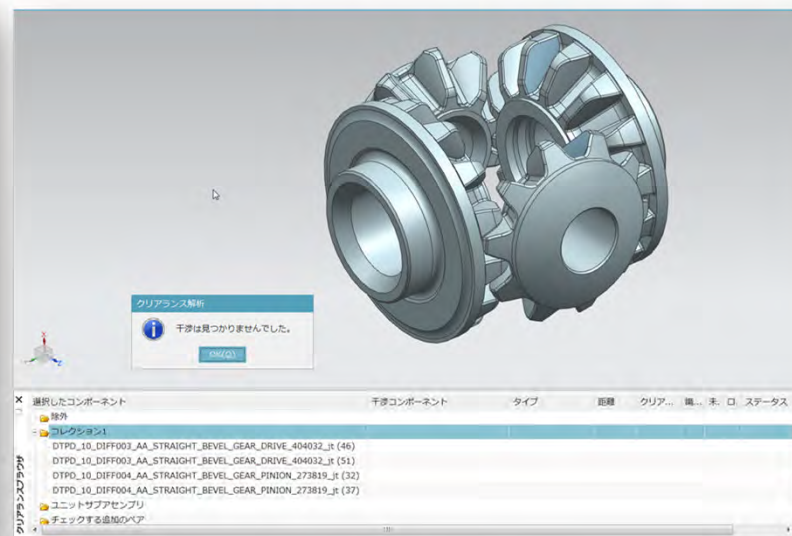 クリアランス解析
干渉は見つかりませんでした。
OK(O)
X
Z
選択したコンポーネント 干渉コンポーネント タイプ 距離 クリア... 識... 未. ロ. ステータス
除外
コレクション1
DTPD_10_DIFF003_AA_STRAIGHT_BEVEL_GEAR_DRIVE_404032_jt (46)
DTPD_10_DIFF003_AA_STRAIGHT_BEVEL_GEAR_DRIVE_404032_jt (51)
DTPD_10_DIFF004_AA_STRAIGHT_BEVEL_GEAR_PINION_273819_jt (32)
DTPD_10_DIFF004_AA_STRAIGHT_BEVEL_GEAR_PINION_273819_jt (37)
ユニットサブアセンブリ
チェックする追加のペア
クリアランスブラウザ